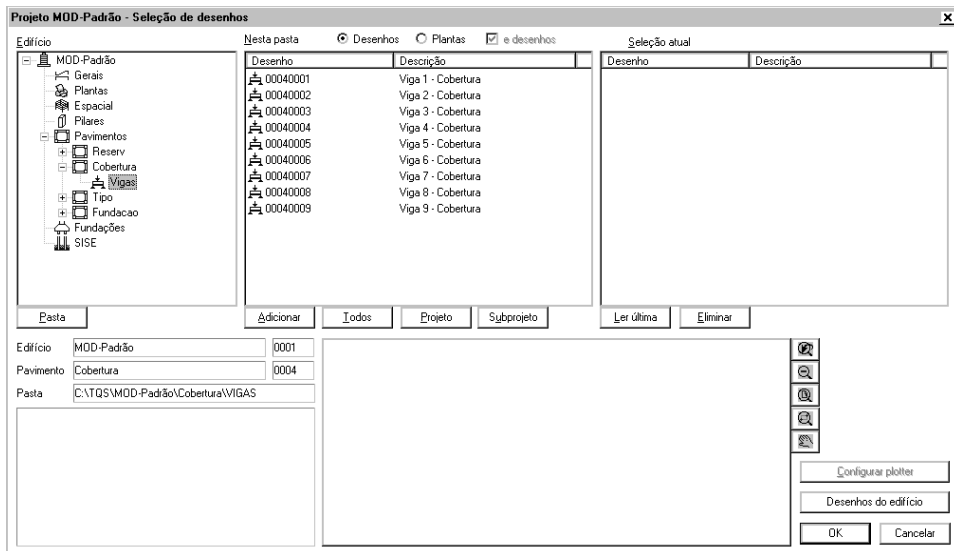 Projeto MOD-Padrão - Seleção de desenhos
Edifício
MOD-Padrão
Gerais
Plantas
Espacial
Pilares
Pavimentos
Reserv
Cobertura
Vigas
Tipo
Fundacao
Fundações
SISE
Pasta
Nesta pasta Desenhos Plantas e desenhos
Desenho Descrição
00040001 Viga 1 - Cobertura
00040002 Viga 2 - Cobertura
00040003 Viga 3 - Cobertura
00040004 Viga 4 - Cobertura
00040005 Viga 5 - Cobertura
00040006 Viga 6 - Cobertura
00040007 Viga 7 - Cobertura
00040008 Viga 8 - Cobertura
00040009 Viga 9 - Cobertura
Adicionar Todos Projeto Subprojeto
Seleção atual
Desenho Descrição
Ler última Eliminar
Edifício MOD-Padrão 0001
Pavimento Cobertura 0004
Pasta C:\TQS\MOD-Padrão\Cobertura\VIGAS
Configurar plotter
Desenhos do edifício
OK Cancelar